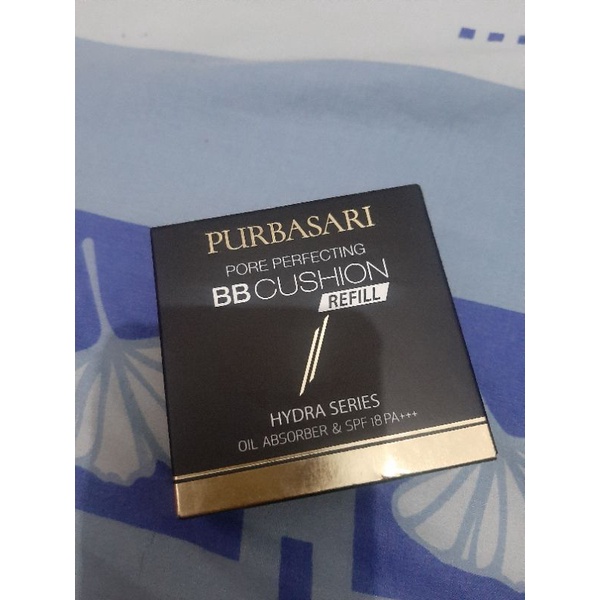 PURBASARI
PORE PERFECTING
BB CUSHION
REFILL
HYDRA SERIES
OIL ABSORBER & SPF 18 PA+++